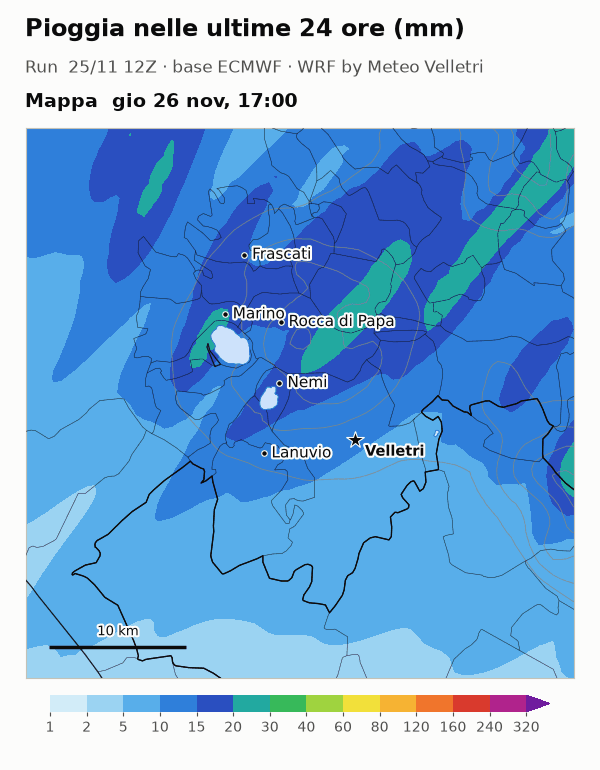 Pioggia nelle ultime 24 ore (mm)
Run  25/11 12Z · base ECMWF · WRF by Meteo Velletri
Mappa  gio 26 nov, 17:00
Frascati
Marino
Rocca di Papa
Nemi
Velletri
Lanuvio
10 km
1 2 5 10 15 20 30 40 60 80 120 160 240 320